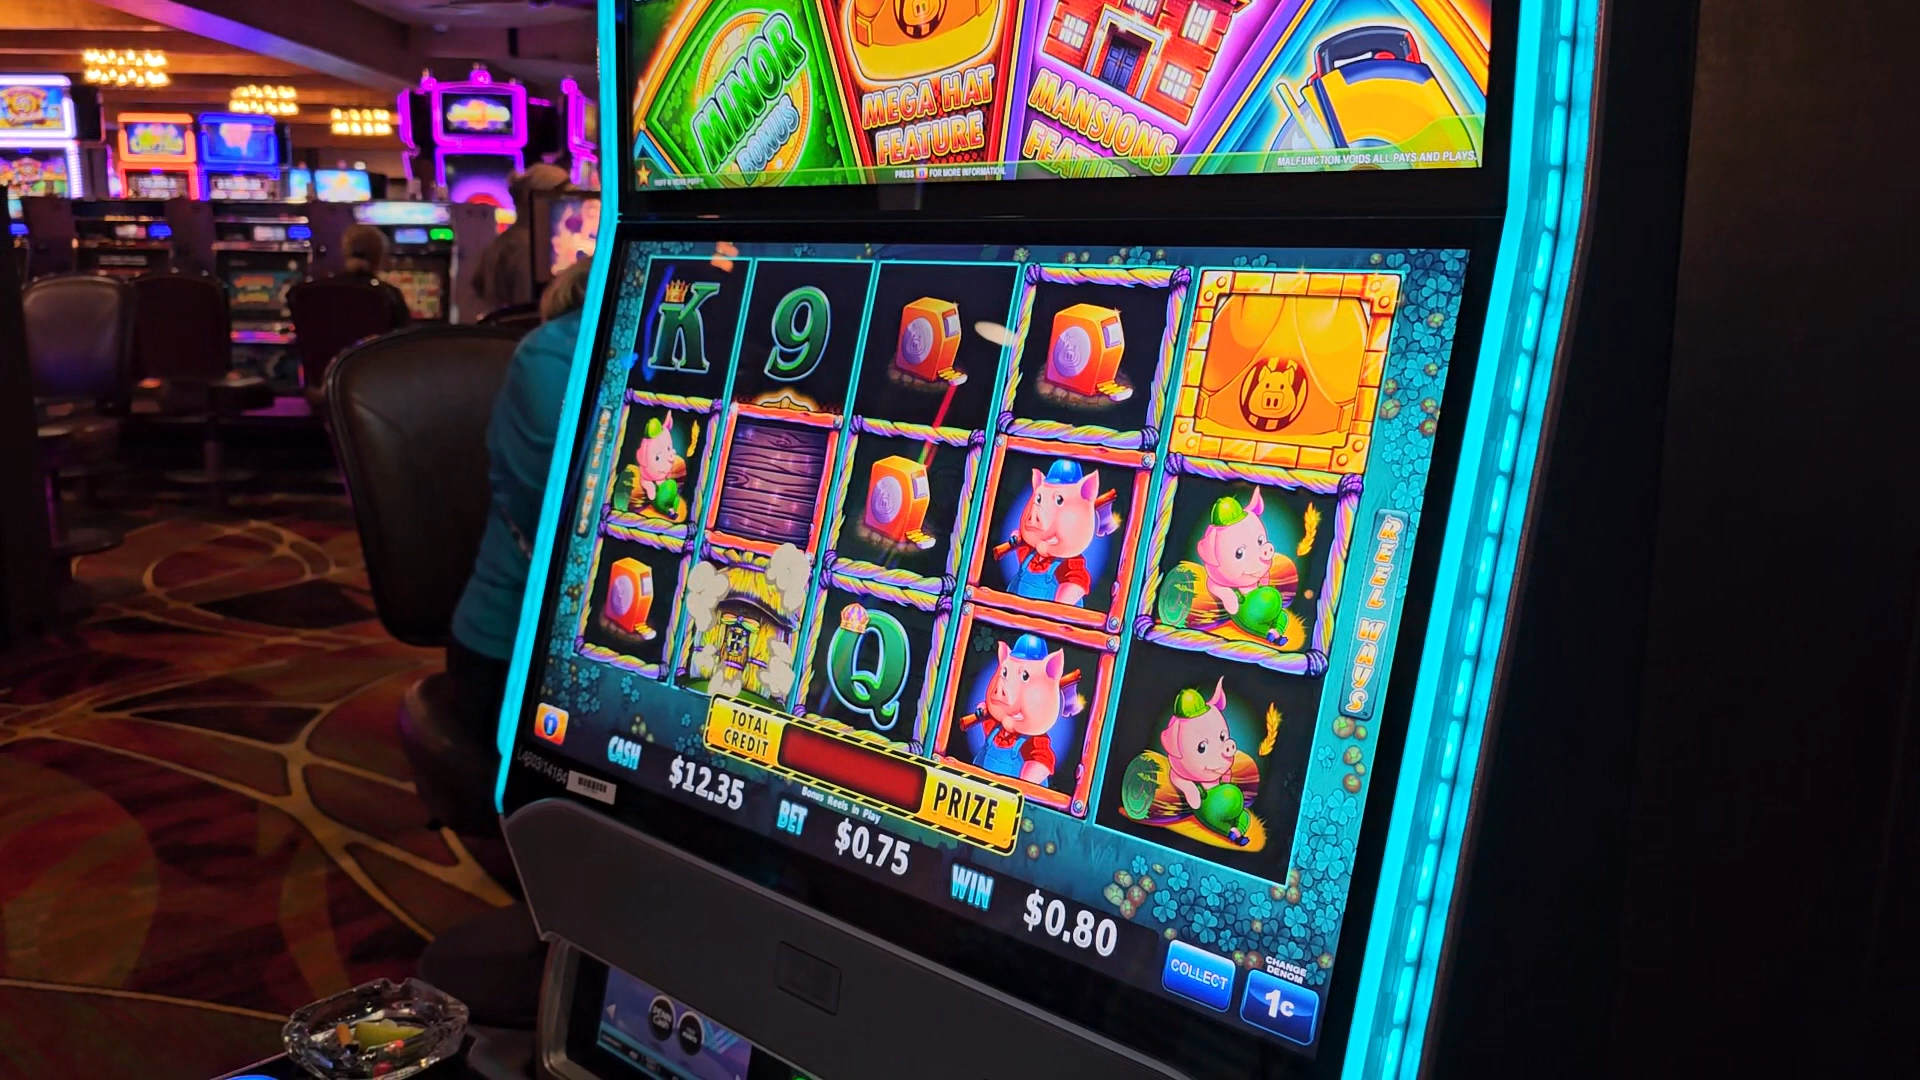 MINOR
BONUS
MEGA HAT
FEATURE
MANSIONS
FEATURE
MALFUNCTION VOIDS ALL PAYS AND PLAYS.
PRESS i FOR MORE INFORMATION.
K
9
Q
REEL WAYS
REEL WAYS
TOTAL
CREDIT
PRIZE
Bonus Reels in Play
CASH
$12.35
BET
$0.75
WIN
$0.80
COLLECT
CHANGE
DENOM
1¢